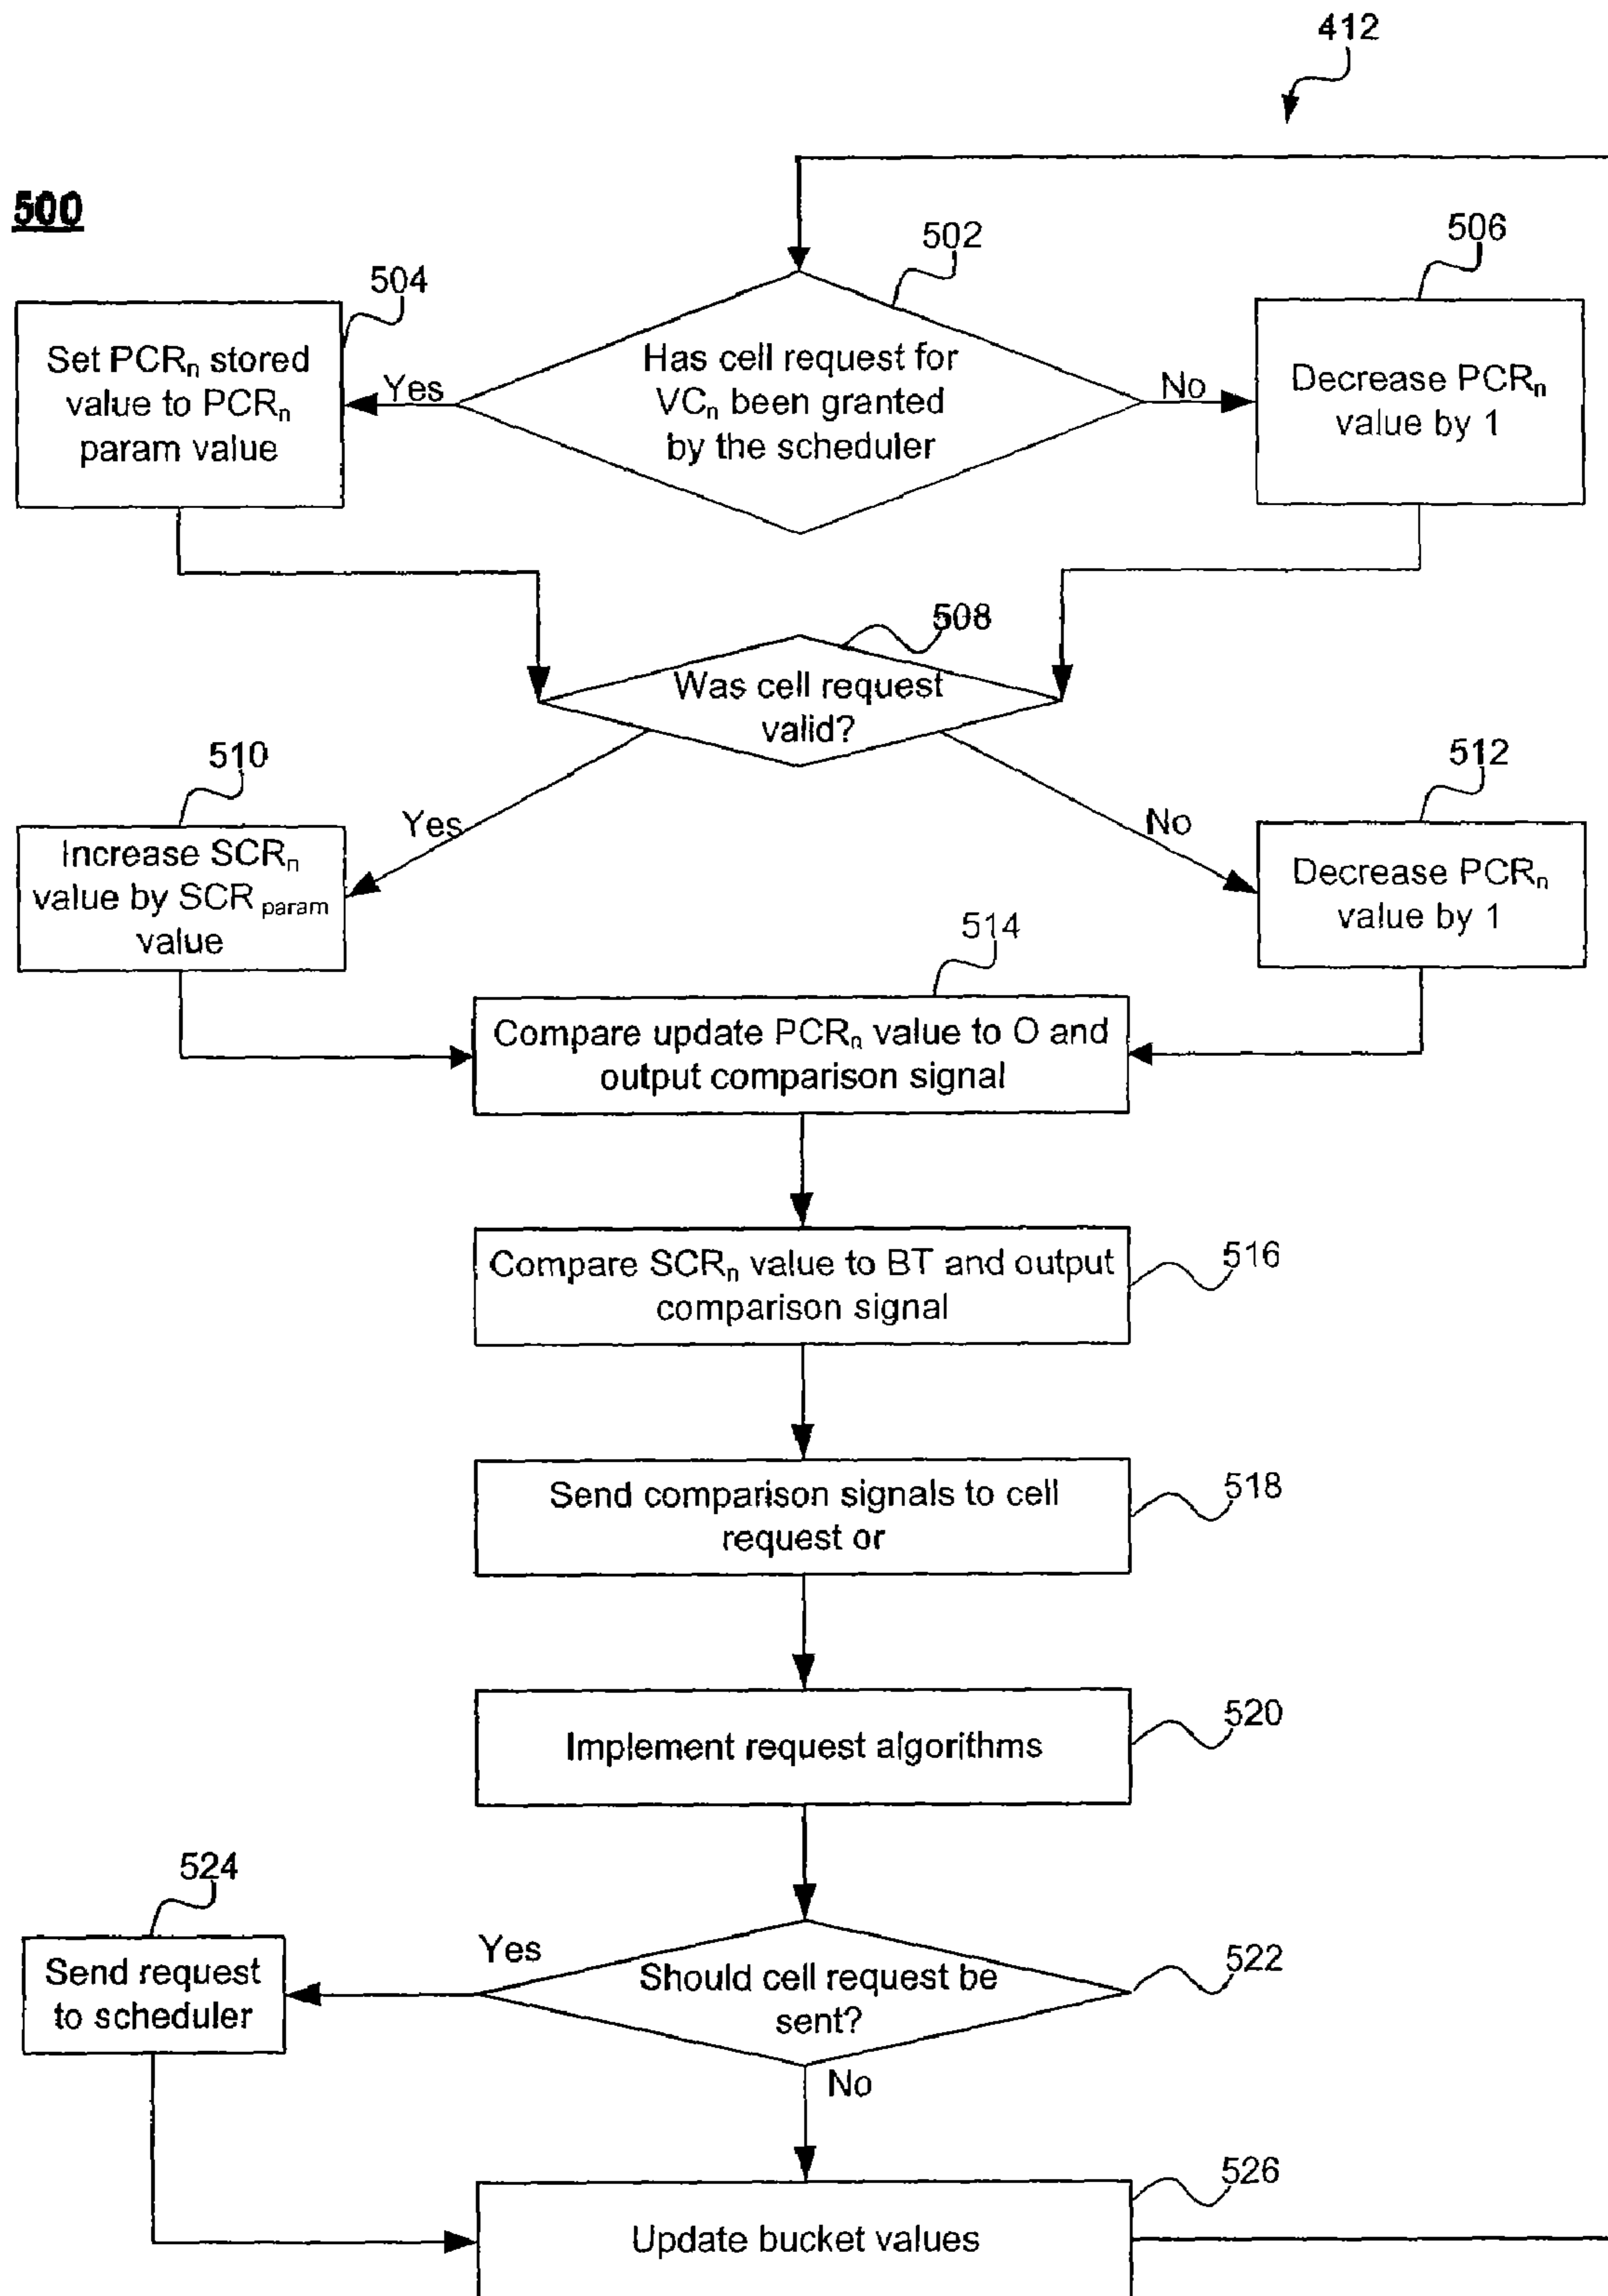 412
500
502
506
504
Has cell request for
VCn been granted
by the scheduler
Set PCRn stored
value to PCRn
param value
Yes
No
Decrease PCRn
value by 1
508
Was cell request
valid?
510
512
Yes
No
Increase SCRn
value by SCR param
value
Decrease PCRn
value by 1
514
Compare update PCRn value to O and
output comparison signal
Compare SCRn value to BT and output
comparison signal
516
Send comparison signals to cell
request or
518
Implement request algorithms
520
524
Yes
Should cell request be
sent?
522
Send request
to scheduler
No
526
Update bucket values